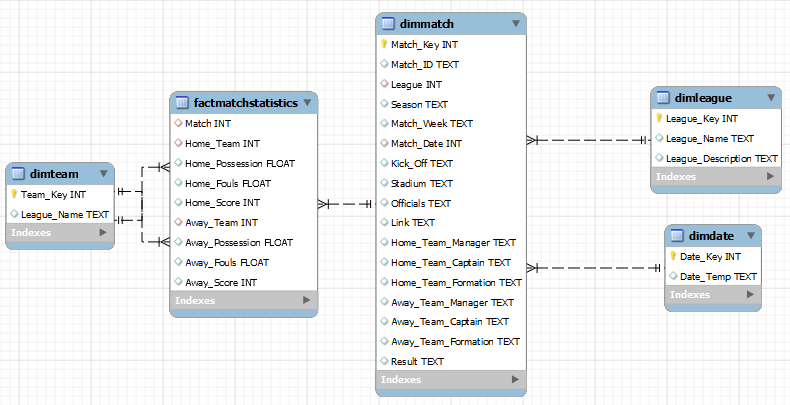 dimteam
Team_Key INT
League_Name TEXT
Indexes
factmatchstatistics
Match INT
Home_Team INT
Home_Possession FLOAT
Home_Fouls FLOAT
Home_Score INT
Away_Team INT
Away_Possession FLOAT
Away_Fouls FLOAT
Away_Score INT
Indexes
dimmatch
Match_Key INT
Match_ID TEXT
League INT
Season TEXT
Match_Week TEXT
Match_Date INT
Kick_Off TEXT
Stadium TEXT
Officials TEXT
Link TEXT
Home_Team_Manager TEXT
Home_Team_Captain TEXT
Home_Team_Formation TEXT
Away_Team_Manager TEXT
Away_Team_Captain TEXT
Away_Team_Formation TEXT
Result TEXT
Indexes
dimleague
League_Key INT
League_Name TEXT
League_Description TEXT
Indexes
dimdate
Date_Key INT
Date_Temp TEXT
Indexes